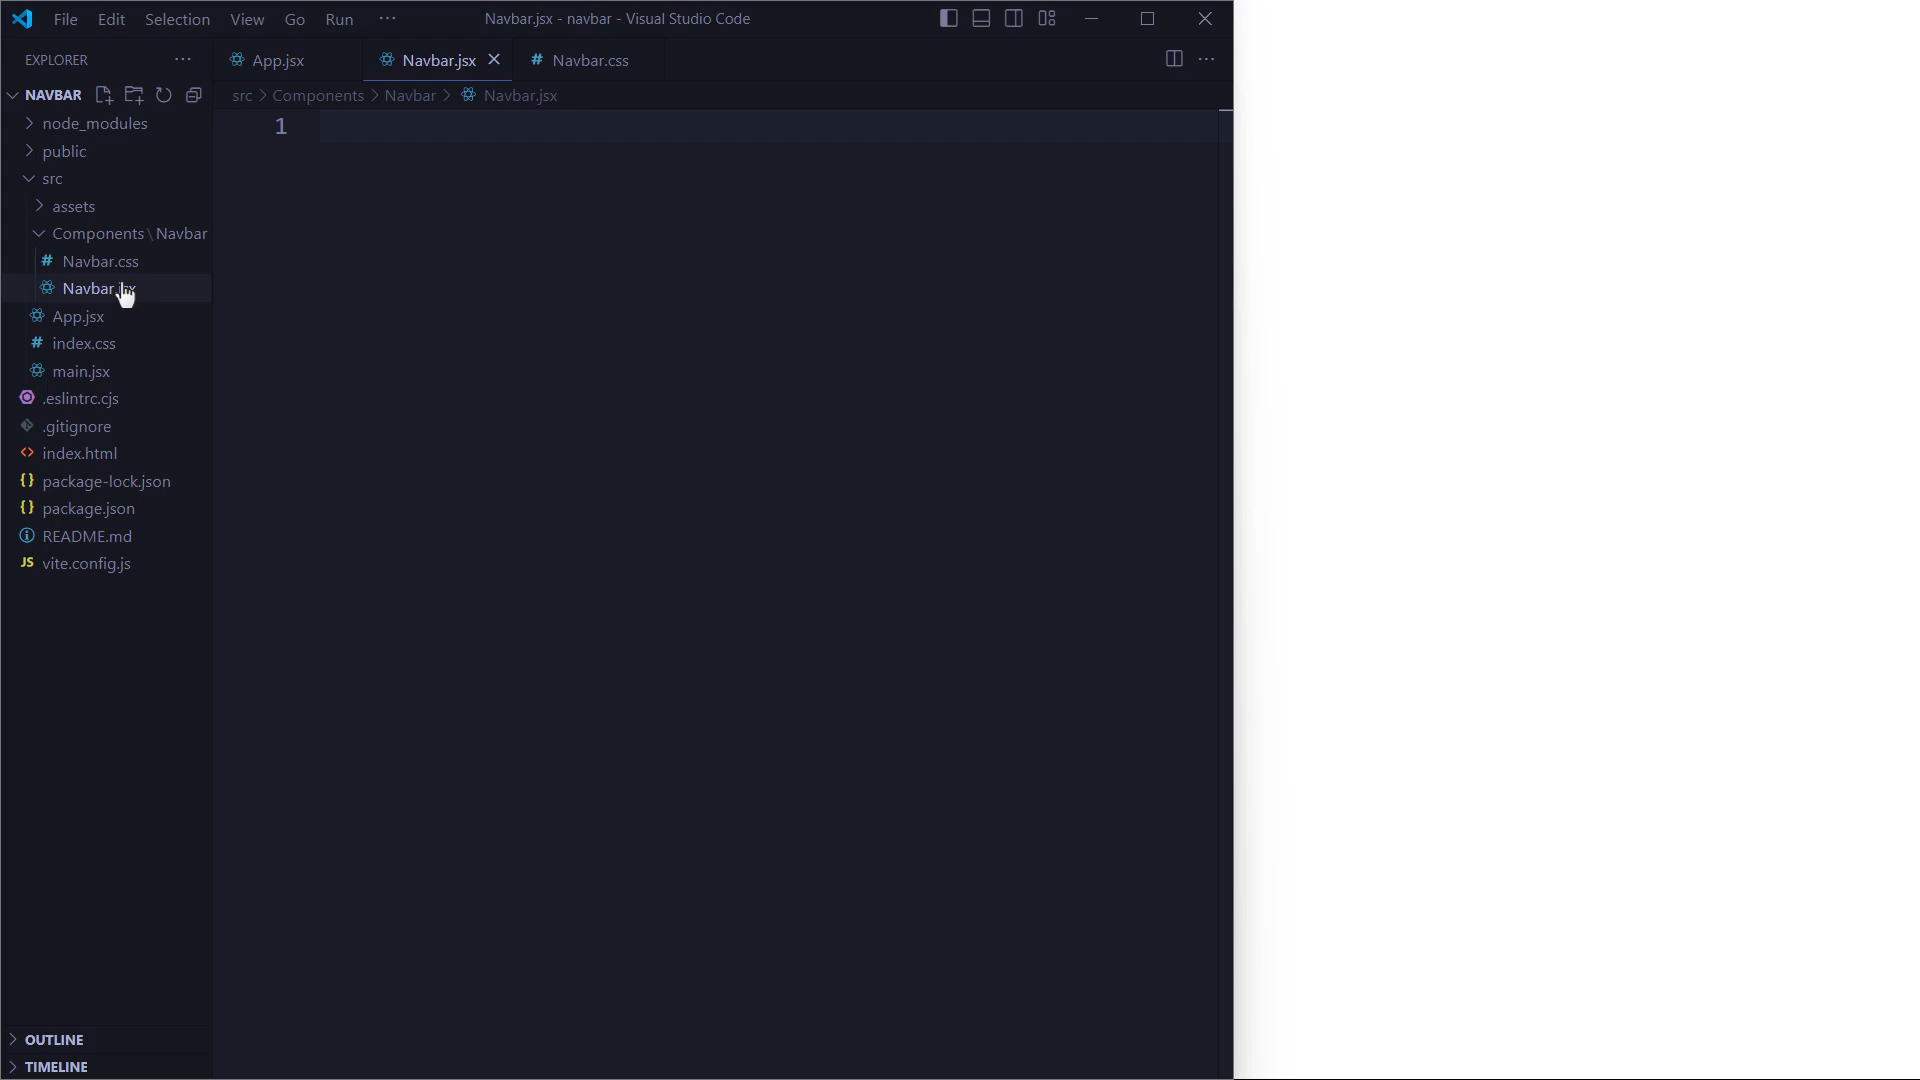 File Edit Selection View Go Run ··· Navbar.jsx - navbar - Visual Studio Code
EXPLORER ···
App.jsx Navbar.jsx # Navbar.css ···
NAVBAR
src > Components > Navbar > Navbar.jsx
1
node_modules
public
src
assets
Components\Navbar
# Navbar.css
Navbar.jsx
App.jsx
# index.css
main.jsx
.eslintrc.cjs
.gitignore
<> index.html
{} package-lock.json
{} package.json
README.md
JS vite.config.js
OUTLINE
TIMELINE